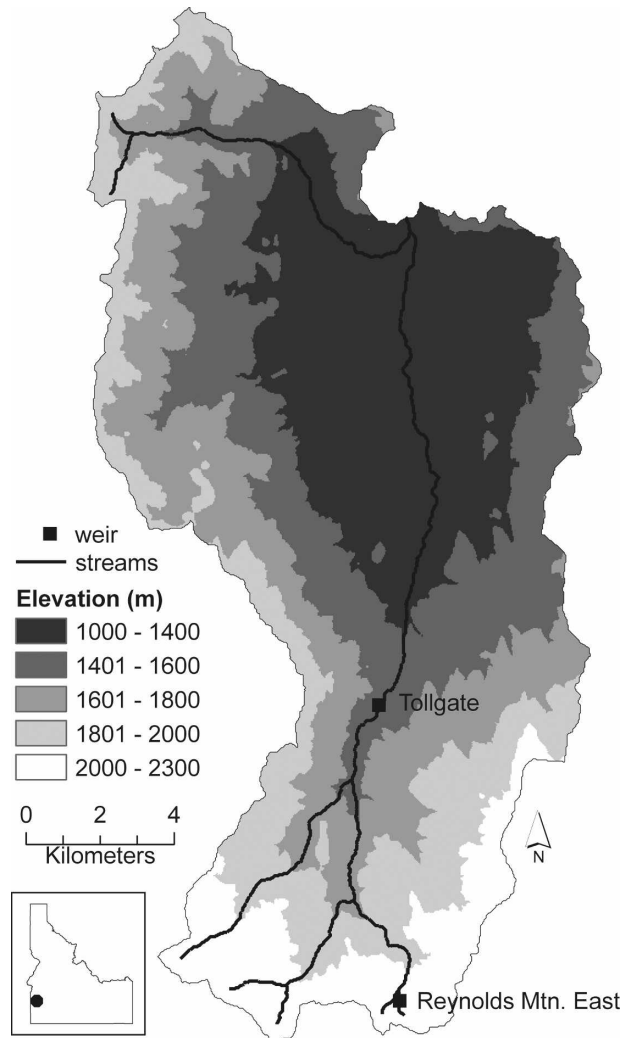 weir
streams
Elevation (m)
1000 - 1400
1401 - 1600
1601 - 1800
1801 - 2000
2000 - 2300
0 2 4
Kilometers
Tollgate
N
Reynolds Mtn. East